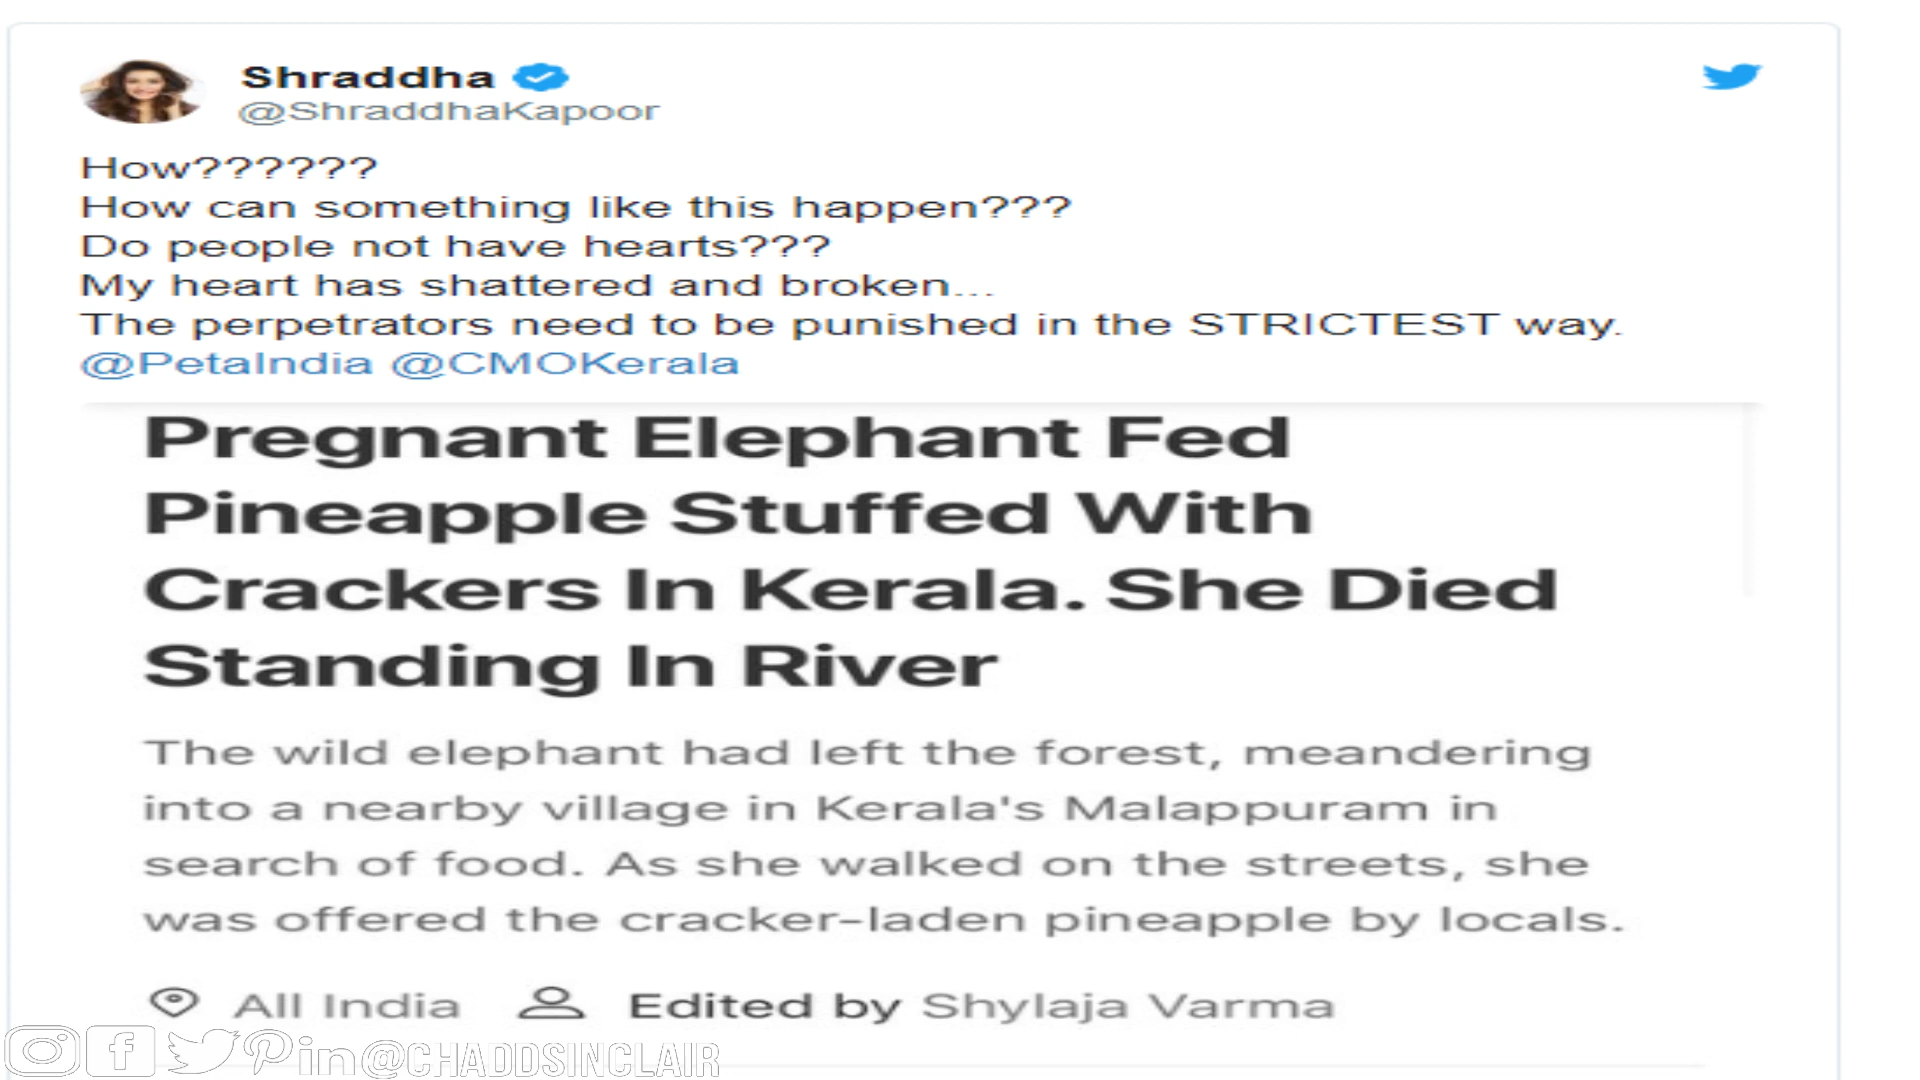 Shraddha
@ShraddhaKapoor
How??????
How can something like this happen???
Do people not have hearts???
My heart has shattered and broken...
The perpetrators need to be punished in the STRICTEST way.
@PetaIndia @CMOKerala
Pregnant Elephant Fed
Pineapple Stuffed With
Crackers In Kerala. She Died
Standing In River
The wild elephant had left the forest, meandering
into a nearby village in Kerala's Malappuram in
search of food. As she walked on the streets, she
was offered the cracker-laden pineapple by locals.
All India Edited by Shylaja Varma
in@CHADDSINCLAIR